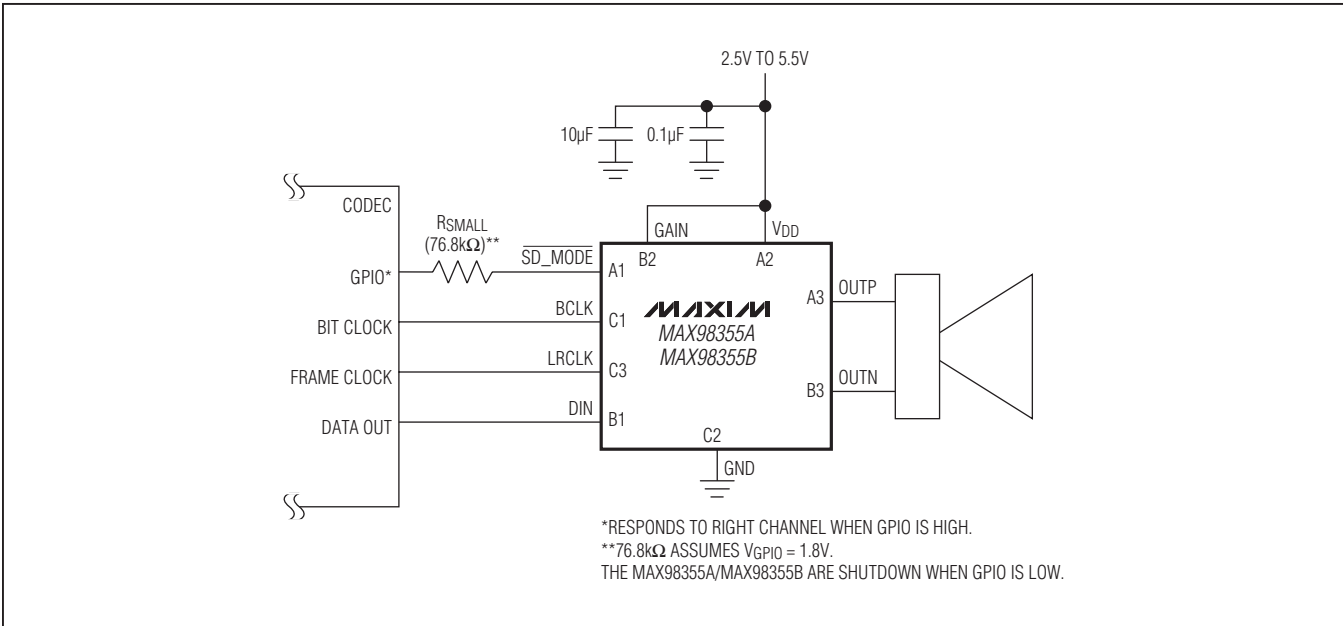 2.5V TO 5.5V
10µF
0.1µF
CODEC
RSMALL
(76.8kΩ)**
SD_MODE
GAIN
VDD
B2
A2
GPIO*
A1
A3
OUTP
MAXIM
BCLK
BIT CLOCK
C1
MAX98355A
MAX98355B
LRCLK
FRAME CLOCK
C3
B3
OUTN
DIN
DATA OUT
B1
C2
GND
*RESPONDS TO RIGHT CHANNEL WHEN GPIO IS HIGH.
**76.8kΩ ASSUMES VGPIO = 1.8V.
THE MAX98355A/MAX98355B ARE SHUTDOWN WHEN GPIO IS LOW.